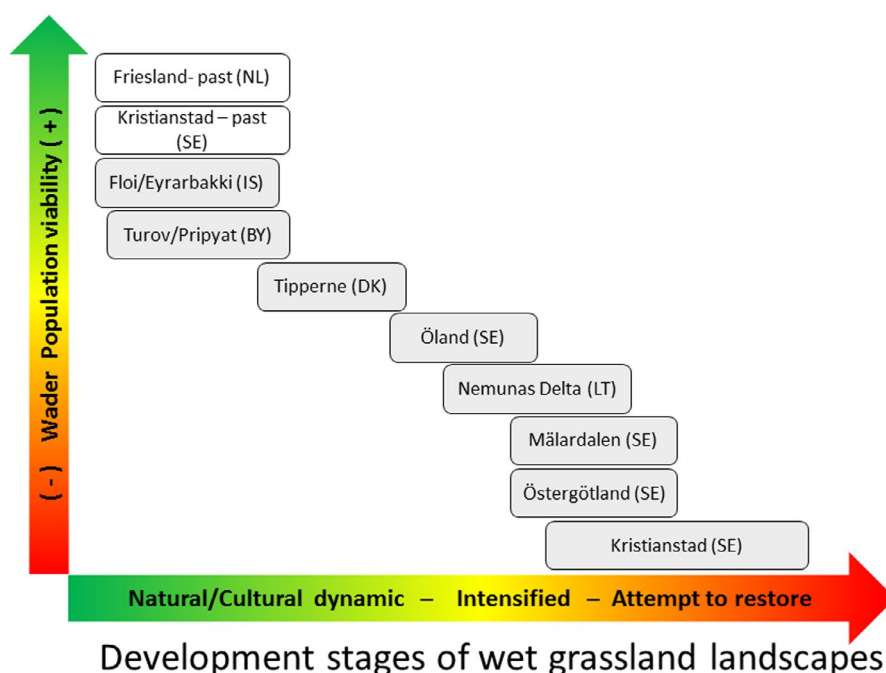 Friesland- past (NL)
Kristianstad – past
(SE)
Floi/Eyrarbakki (IS)
Turov/Pripyat (BY)
Tipperne (DK)
Öland (SE)
Nemunas Delta (LT)
Mälardalen (SE)
Östergötland (SE)
Kristianstad (SE)
( - ) Wader Population viability ( + )
Natural/Cultural dynamic – Intensified – Attempt to restore
Development stages of wet grassland landscapes